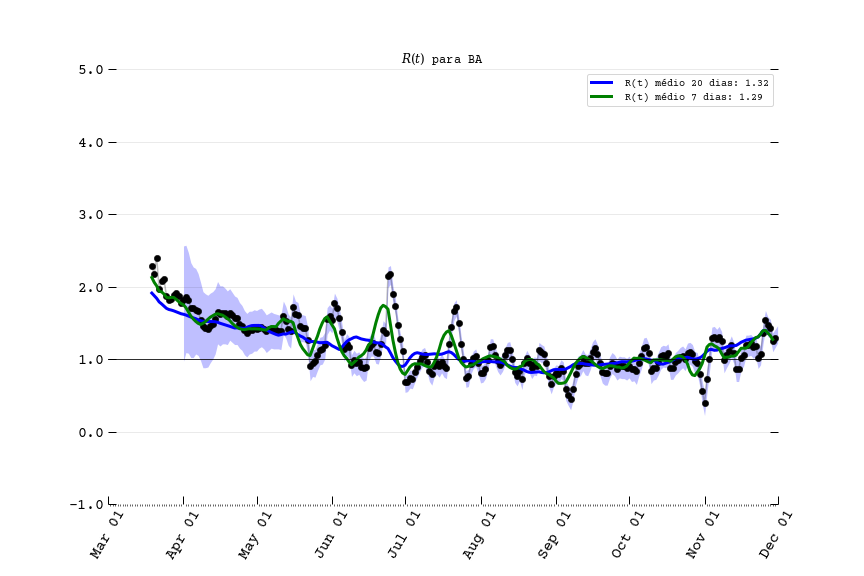 R(t) para BA
5.0
R(t) médio 20 dias: 1.32
R(t) médio 7 dias: 1.29
4.0
3.0
2.0
1.0
0.0
-1.0
Mar 01
Apr 01
May 01
Jun 01
Jul 01
Aug 01
Sep 01
Oct 01
Nov 01
Dec 01